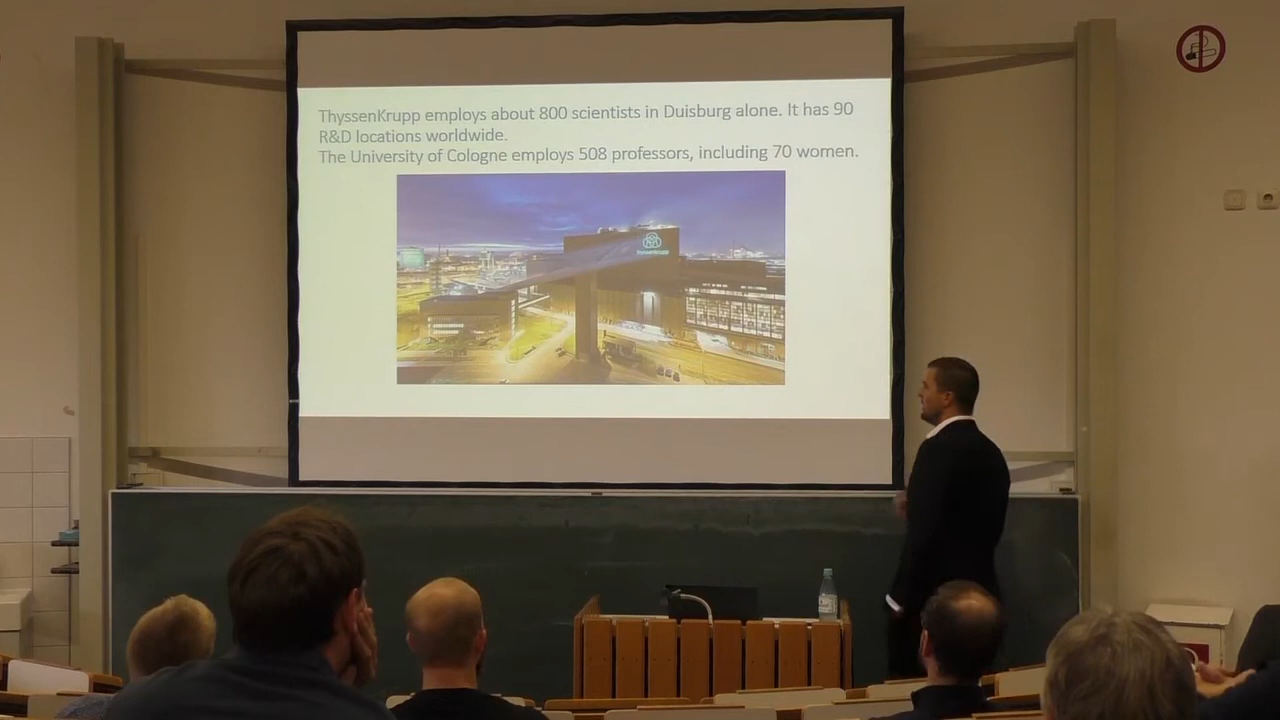 ThyssenKrupp employs about 800 scientists in Duisburg alone. It has 90
R&D locations worldwide.
The University of Cologne employs 508 professors, including 70 women.
ThyssenKrupp